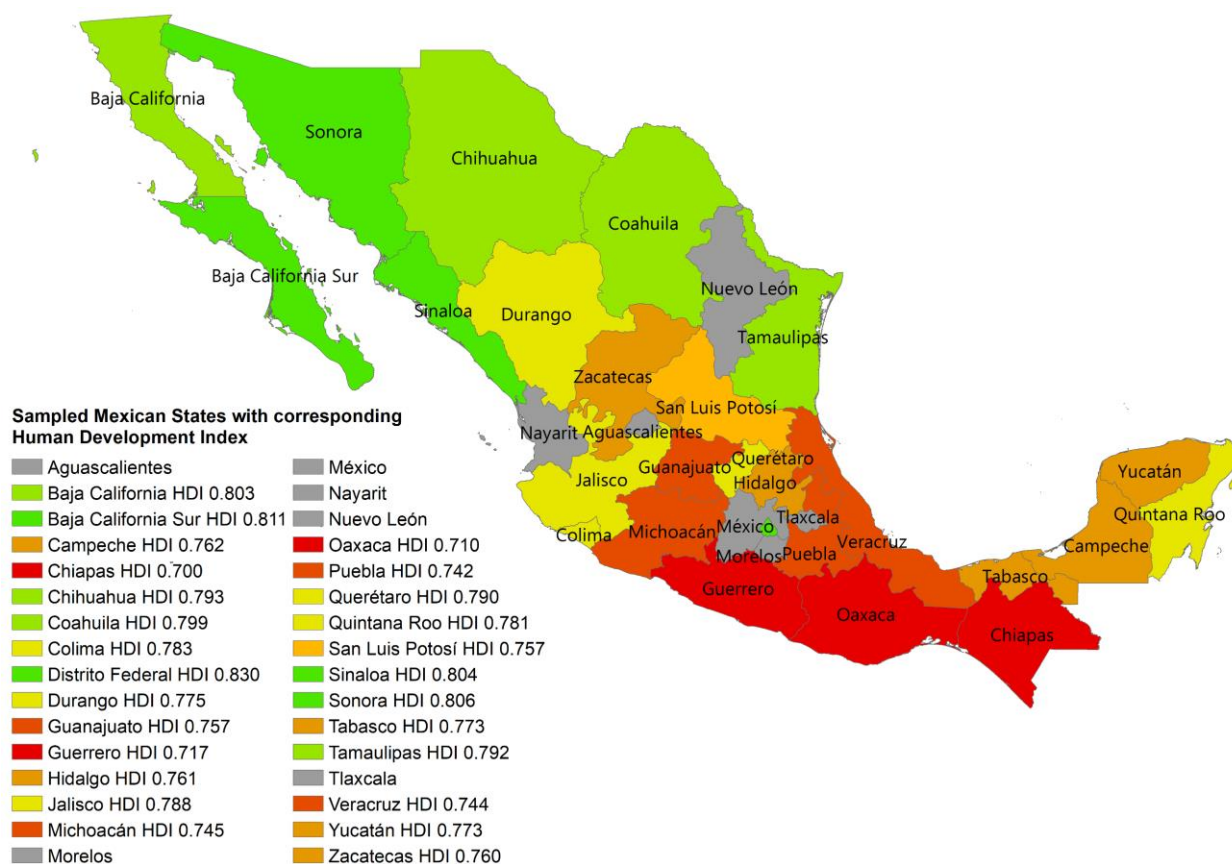 Baja California
Sonora
Chihuahua
Coahuila
Baja California Sur
Nuevo León
Sinaloa
Durango
Tamaulipas
Zacatecas
San Luis Potosí
Nayarit
Aguascalientes
Guanajuato
Querétaro
Yucatán
Jalisco
Hidalgo
Quintana Roo
Tlaxcala
México
Michoacán
Colima
Veracruz
Campeche
Morelos
Puebla
Tabasco
Guerrero
Oaxaca
Chiapas
Sampled Mexican States with corresponding
Human Development Index
Aguascalientes
Baja California HDI 0.803
Baja California Sur HDI 0.811
Campeche HDI 0.762
Chiapas HDI 0.700
Chihuahua HDI 0.793
Coahuila HDI 0.799
Colima HDI 0.783
Distrito Federal HDI 0.830
Durango HDI 0.775
Guanajuato HDI 0.757
Guerrero HDI 0.717
Hidalgo HDI 0.761
Jalisco HDI 0.788
Michoacán HDI 0.745
Morelos
México
Nayarit
Nuevo León
Oaxaca HDI 0.710
Puebla HDI 0.742
Querétaro HDI 0.790
Quintana Roo HDI 0.781
San Luis Potosí HDI 0.757
Sinaloa HDI 0.804
Sonora HDI 0.806
Tabasco HDI 0.773
Tamaulipas HDI 0.792
Tlaxcala
Veracruz HDI 0.744
Yucatán HDI 0.773
Zacatecas HDI 0.760